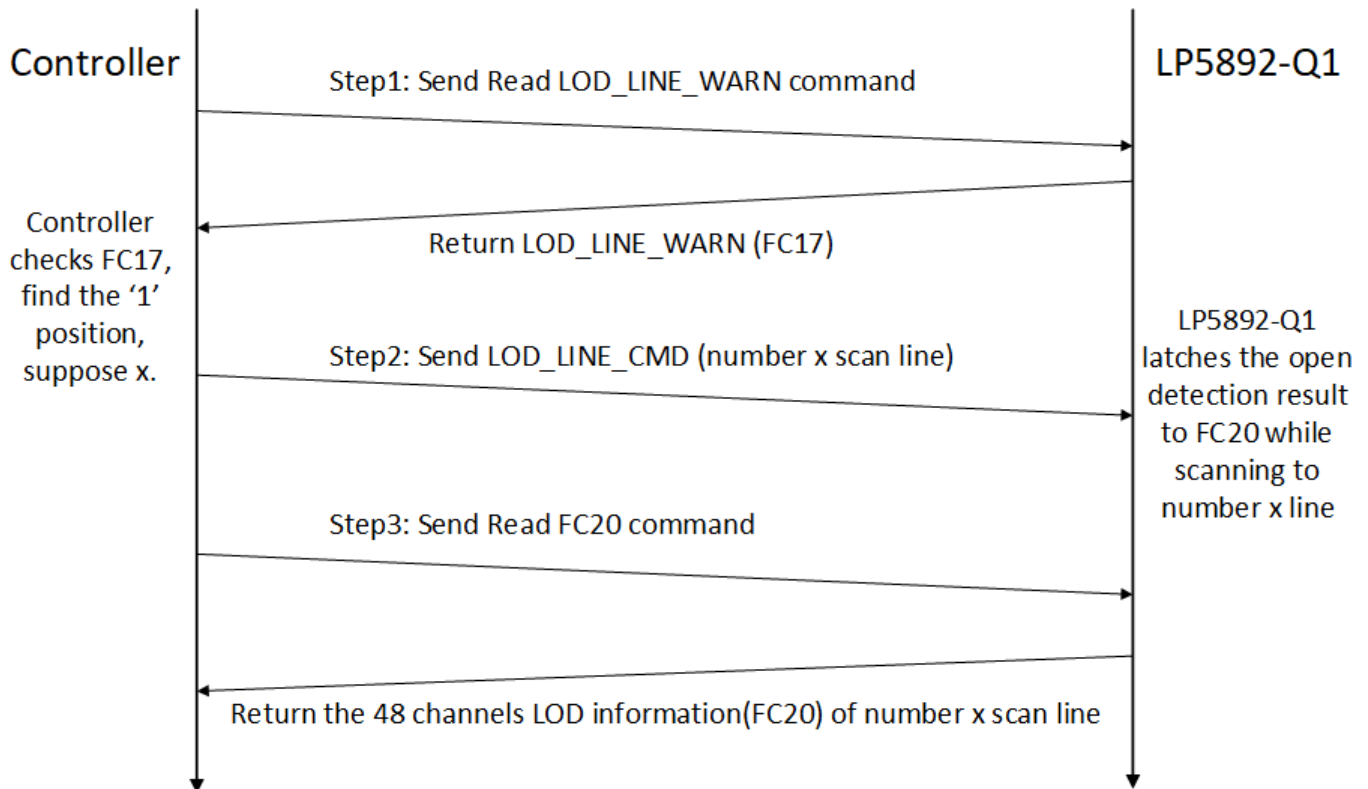 Controller
LP5892-Q1
Step1: Send Read LOD_LINE_WARN command
Return LOD_LINE_WARN (FC17)
Controller
checks FC17,
find the ‘1’
position,
suppose x.
Step2: Send LOD_LINE_CMD (number x scan line)
LP5892-Q1
latches the open
detection result
to FC20 while
scanning to
number x line
Step3: Send Read FC20 command
Return the 48 channels LOD information(FC20) of number x scan line